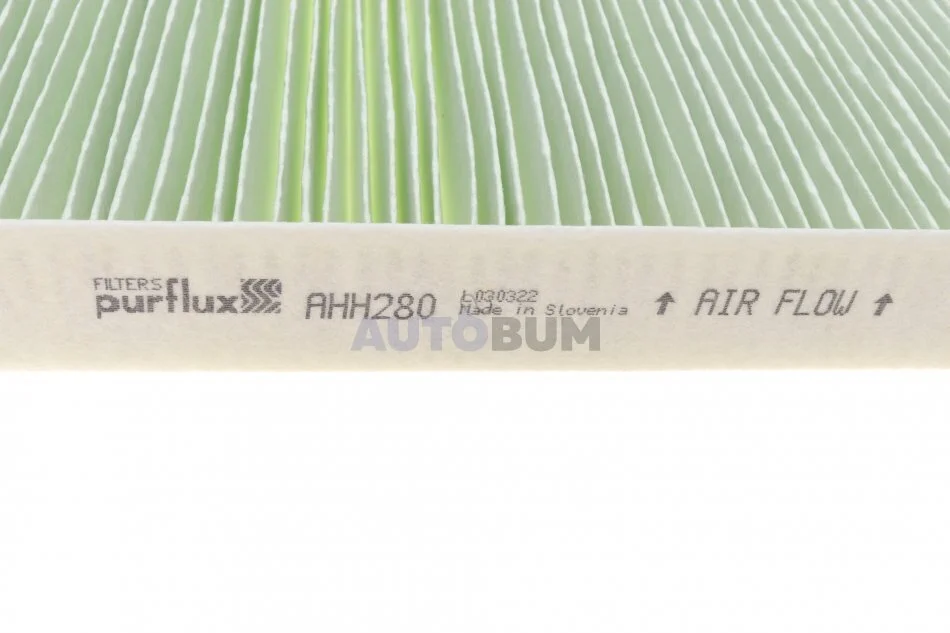 FILTERS
purflux
AHH280
L030322
Made in Slovenia
↑ AIR FLOW ↑
AUTOBUM